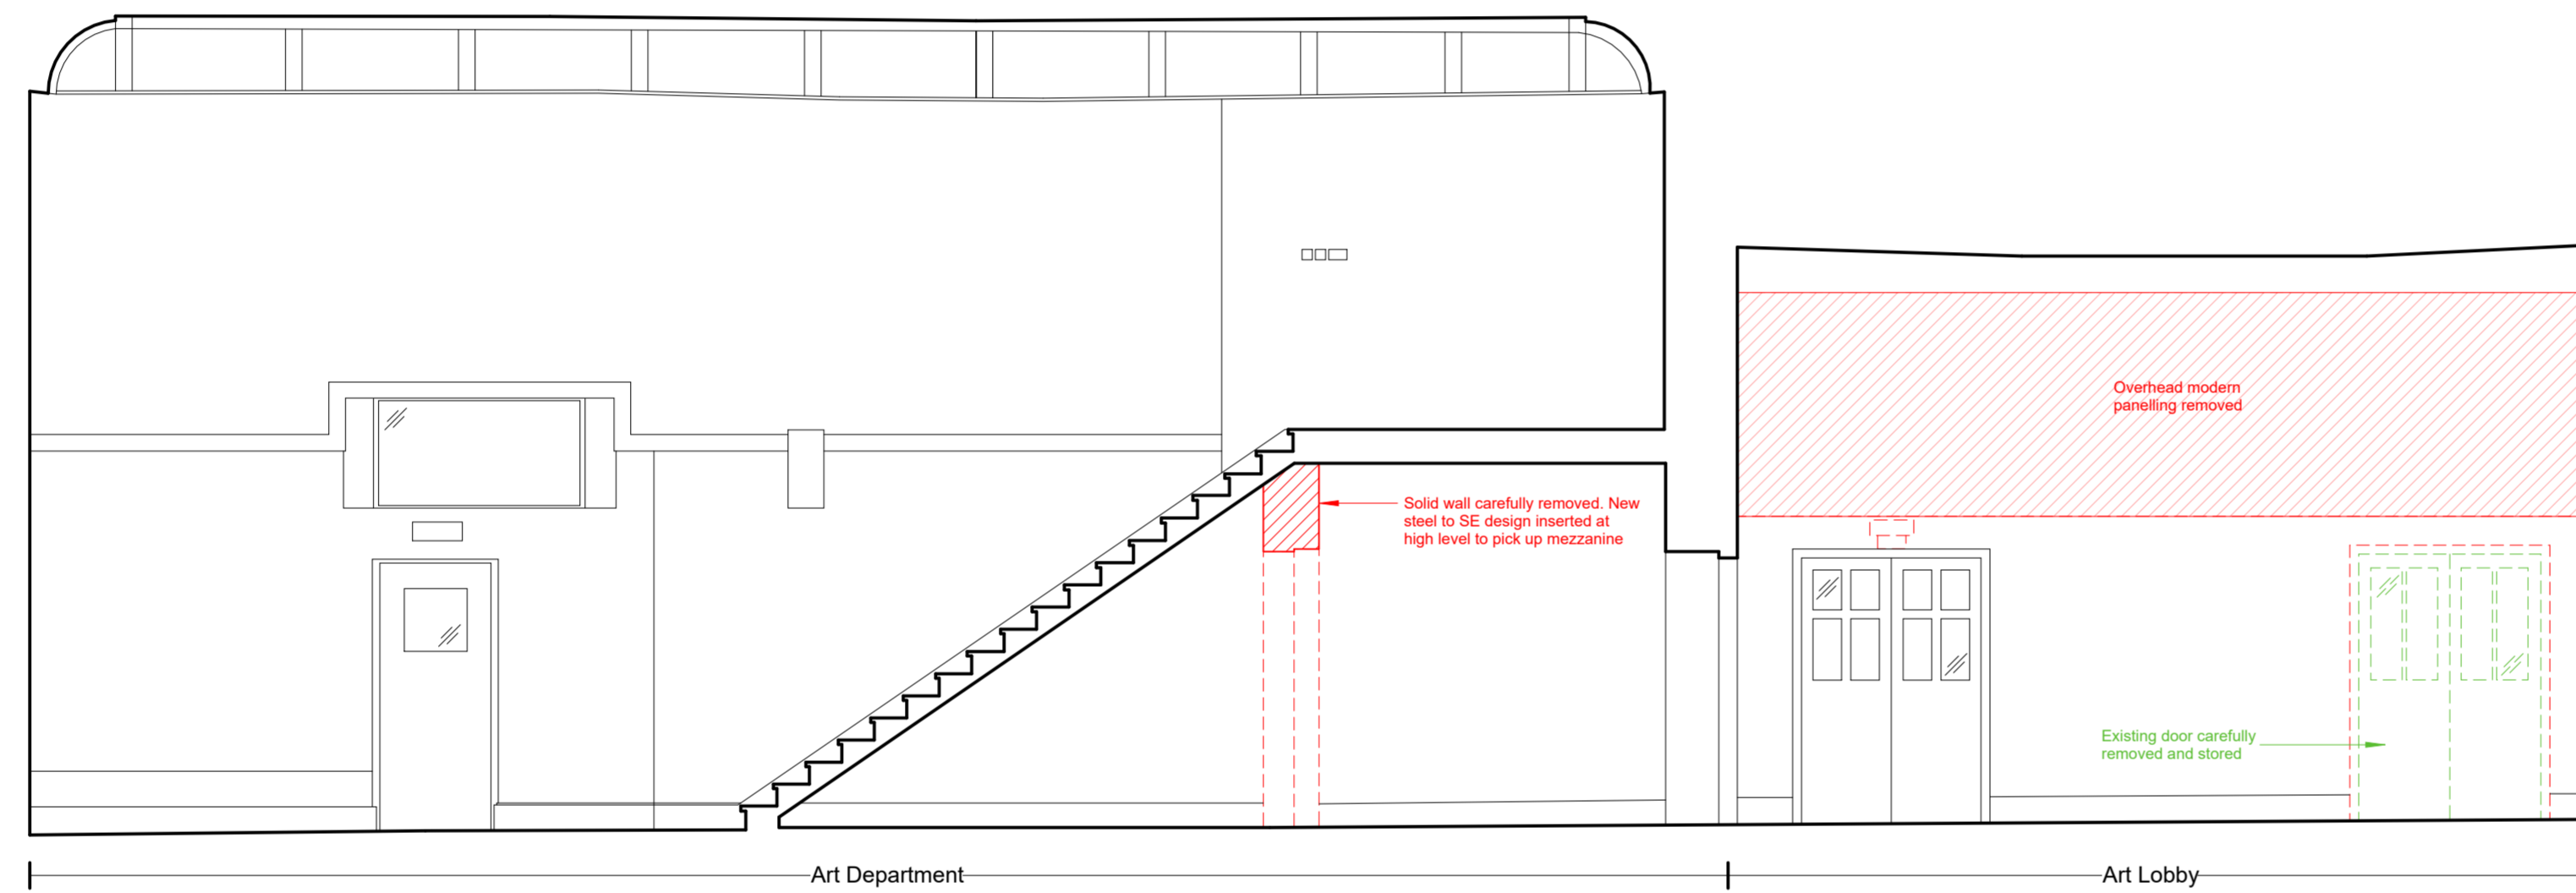 Overhead modern
panelling removed
Solid wall carefully removed. New
steel to SE design inserted at
high level to pick up mezzanine
Existing door carefully
removed and stored
Art Department
Art Lobby